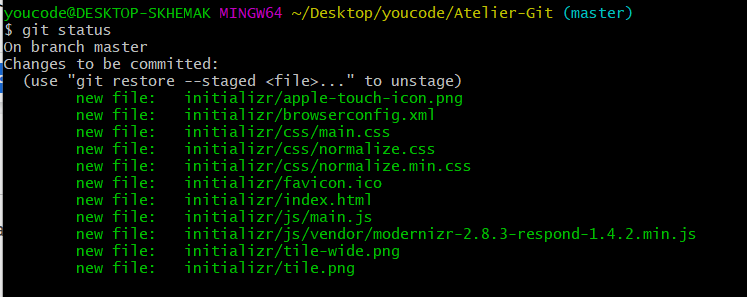 youcode@DESKTOP-SKHEMAK MINGW64 ~/Desktop/youcode/Atelier-Git (master)
$ git status
On branch master
Changes to be committed:
  (use "git restore --staged <file>..." to unstage)
        new file:   initializr/apple-touch-icon.png
        new file:   initializr/browserconfig.xml
        new file:   initializr/css/main.css
        new file:   initializr/css/normalize.css
        new file:   initializr/css/normalize.min.css
        new file:   initializr/favicon.ico
        new file:   initializr/index.html
        new file:   initializr/js/main.js
        new file:   initializr/js/vendor/modernizr-2.8.3-respond-1.4.2.min.js
        new file:   initializr/tile-wide.png
        new file:   initializr/tile.png